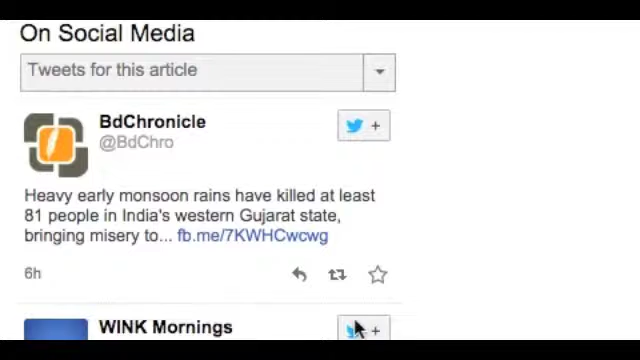 On Social Media
Tweets for this article
BdChronicle
+
@BdChro
Heavy early monsoon rains have killed at least
81 people in India's western Gujarat state,
bringing misery to... fb.me/7KWHCwcwg
6h
WINK Mornings
+